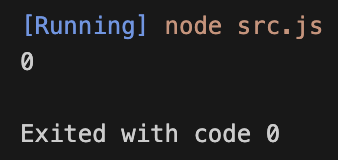 [Running] node src.js
0
Exited with code 0